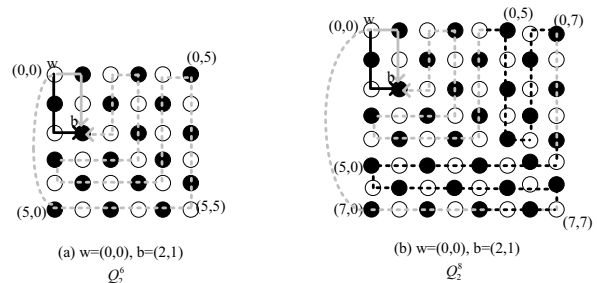 (0,0) w (0,5)
b
(5,0) (5,5)
(a) w=(0,0), b=(2,1)
Q₂⁶
(0,0) w (0,5) (0,7)
b
(5,0)
(7,0) (7,7)
(b) w=(0,0), b=(2,1)
Q₂⁸